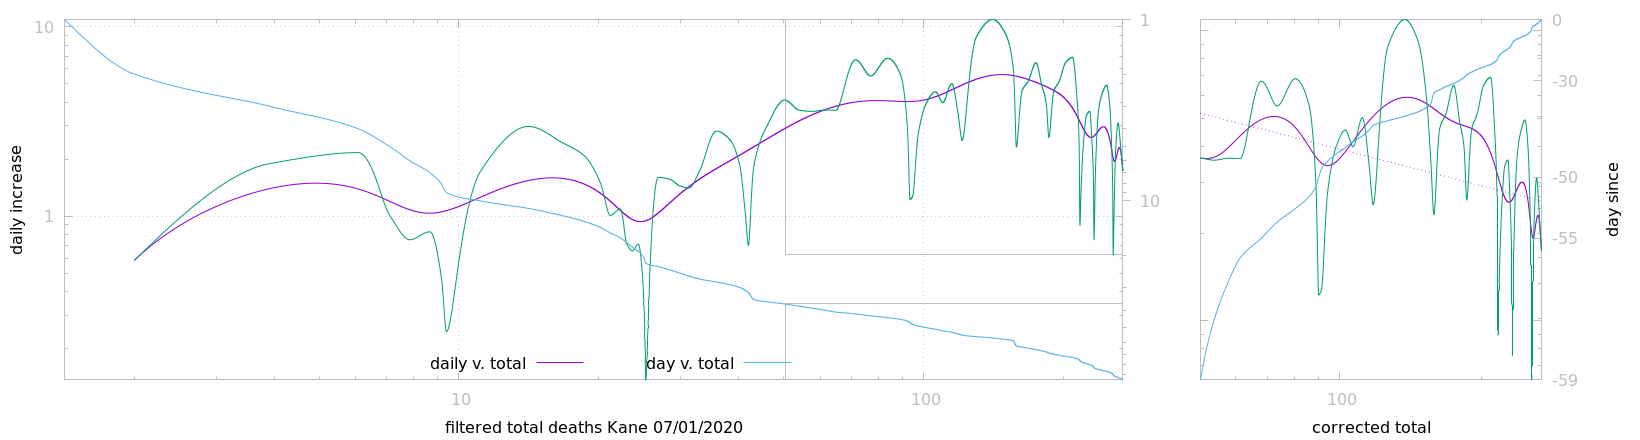 10
1
daily increase
daily v. total
day v. total
10
100
filtered total deaths Kane 07/01/2020
1
10
0
-30
-50
-55
-59
day since
100
corrected total